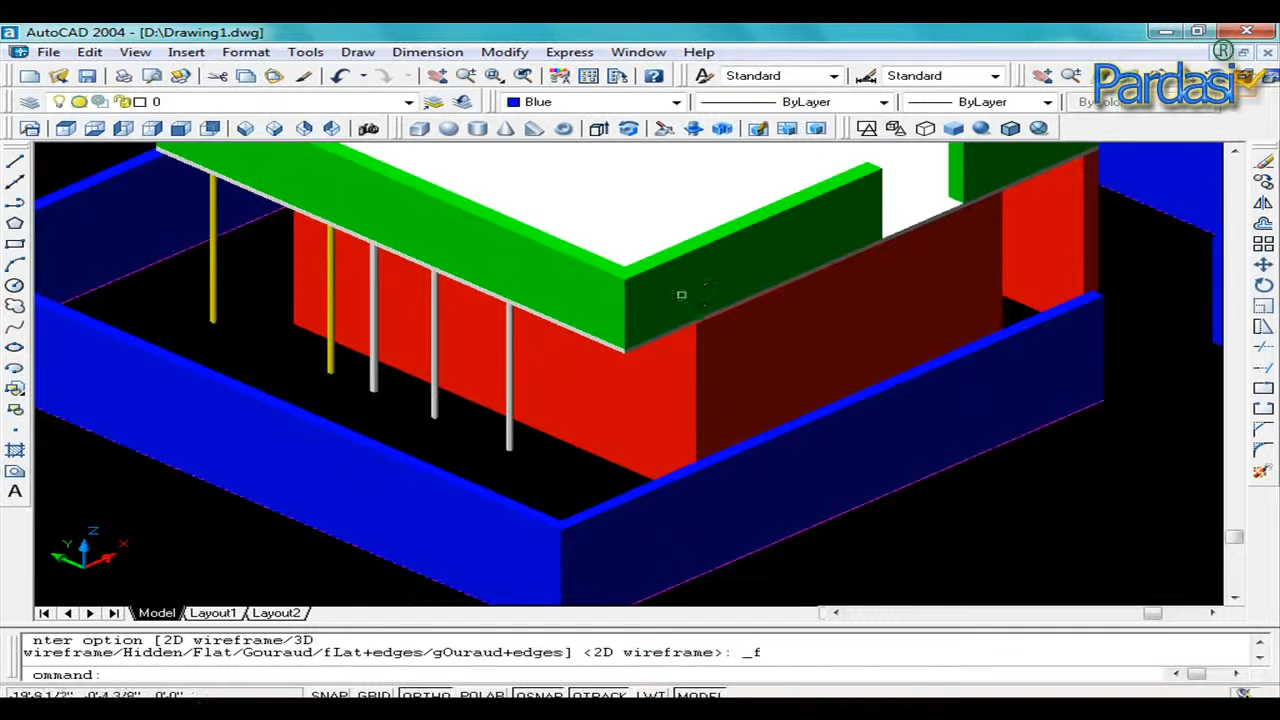 AutoCAD 2004 - [D:\Drawing1.dwg]
File Edit View Insert Format Tools Draw Dimension Modify Express Window Help
Standard Standard
®
Pardasi
0 Blue ByLayer ByLayer
A
Z
Y X
Model Layout1 Layout2
nter option [2D wireframe/3D
wireframe/Hidden/Flat/Gouraud/fLat+edges/gOuraud+edges] <2D wireframe>: _f
ommand:
SNAP GRID ORTHO POLAR OSNAP OTRACK LWT MODEL